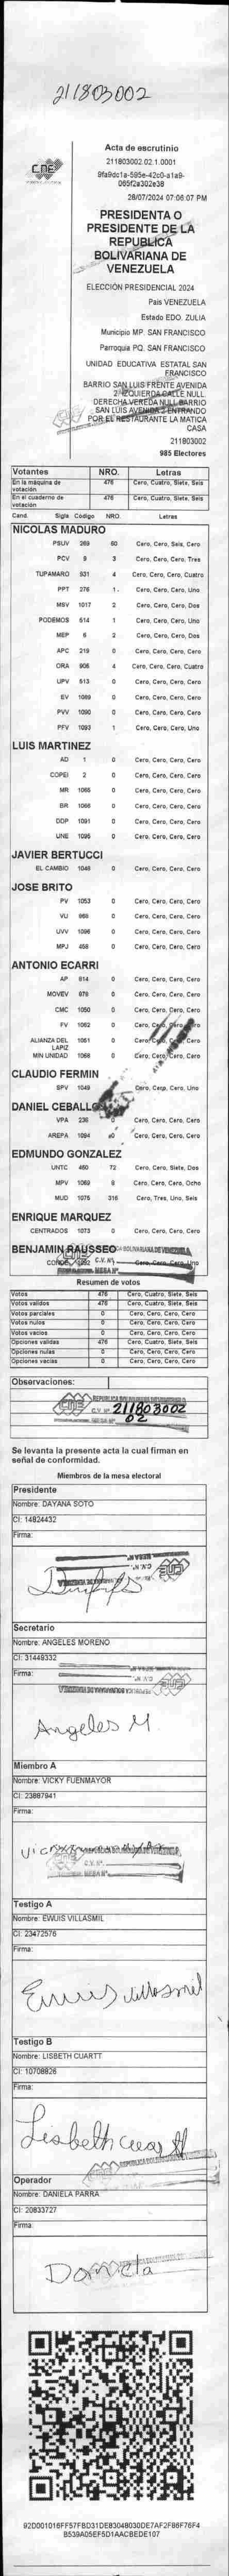 211803002
CNE
Acta de escrutinio
211803002.02.1.0001
9fa9dc1a-595e-42c0-a1a9-
065f2a302e38
28/07/2024 07:06:07 PM
PRESIDENTA O
PRESIDENTE DE LA
REPUBLICA
BOLIVARIANA DE
VENEZUELA
ELECCIÓN PRESIDENCIAL 2024
Pais VENEZUELA
Estado EDO. ZULIA
Municipio MP. SAN FRANCISCO
Parroquia PQ. SAN FRANCISCO
UNIDAD EDUCATIVA ESTATAL SAN
FRANCISCO
BARRIO SAN LUIS FRENTE AVENIDA
IZQUIERDA CALLE NULL.
DERECHA VEREDA NULL BARRIO
SAN LUIS AVENIDA 2 ENTRANDO
POR EL RESTAURANTE LA MATICA
CASA
211803002
985 Electores
Votantes NRO. Letras
En la máquina de votación 476 Cero, Cuatro, Siete, Seis
En el cuaderno de votación 476 Cero, Cuatro, Siete, Seis
Cand. Sigla Código NRO. Letras
NICOLAS MADURO
PSUV 269 60 Cero, Cero, Seis, Cero
PCV 9 3 Cero, Cero, Cero, Tres
TUPAMARO 931 4 Cero, Cero, Cero, Cuatro
PPT 276 1 Cero, Cero, Cero, Uno
MSV 1017 2 Cero, Cero, Cero, Dos
PODEMOS 514 1 Cero, Cero, Cero, Uno
MEP 6 2 Cero, Cero, Cero, Dos
APC 219 0 Cero, Cero, Cero, Cero
ORA 906 4 Cero, Cero, Cero, Cuatro
UPV 513 0 Cero, Cero, Cero, Cero
EV 1089 0 Cero, Cero, Cero, Cero
PVV 1090 0 Cero, Cero, Cero, Cero
PFV 1093 1 Cero, Cero, Cero, Uno
LUIS MARTINEZ
AD 1 0 Cero, Cero, Cero, Cero
COPEI 2 0 Cero, Cero, Cero, Cero
MR 1065 0 Cero, Cero, Cero, Cero
BR 1066 0 Cero, Cero, Cero, Cero
DDP 1091 0 Cero, Cero, Cero, Cero
UNE 1095 0 Cero, Cero, Cero, Cero
JAVIER BERTUCCI
EL CAMBIO 1046 0 Cero, Cero, Cero, Cero
JOSE BRITO
PV 1053 0 Cero, Cero, Cero, Cero
VU 968 0 Cero, Cero, Cero, Cero
UVV 1096 0 Cero, Cero, Cero, Cero
MPJ 458 0 Cero, Cero, Cero, Cero
ANTONIO ECARRI
AP 914 0 Cero, Cero, Cero, Cero
MOVEV 979 0 Cero, Cero, Cero, Cero
CMC 1050 0 Cero, Cero, Cero, Cero
FV 1062 0 Cero, Cero, Cero, Cero
ALIANZA DEL LAPIZ 1061 0 Cero, Cero, Cero, Cero
MIN UNIDAD 1068 0 Cero, Cero, Cero, Cero
CLAUDIO FERMIN
SPV 1049 Cero, Cero, Cero, Uno
DANIEL CEBALLOS
VPA 236 Cero, Cero, Cero, Cero
AREPA 1094 0 Cero, Cero, Cero, Cero
EDMUNDO GONZALEZ
UNTC 460 72 Cero, Cero, Siete, Dos
MPV 1069 8 Cero, Cero, Cero, Ocho
MUD 1075 316 Cero, Tres, Uno, Seis
ENRIQUE MARQUEZ
CENTRADOS 1073 0 Cero, Cero, Cero, Cero
BENJAMIN RAUSSEO
CONDE 1092 Cero, Cero, Cero, Uno
Resumen de votos
Votos 476 Cero, Cuatro, Siete, Seis
Votos validos 476 Cero, Cuatro, Siete, Seis
Votos parciales 0 Cero, Cero, Cero, Cero
Votos nulos 0 Cero, Cero, Cero, Cero
Votos vacios 0 Cero, Cero, Cero, Cero
Opciones validas 476 Cero, Cuatro, Siete, Seis
Opciones nulas 0 Cero, Cero, Cero, Cero
Opciones vacias 0 Cero, Cero, Cero, Cero
Observaciones:
CNE
C.V. Nº 211803002
02
Se levanta la presente acta la cual firman en
señal de conformidad.
Miembros de la mesa electoral
Presidente
Nombre: DAYANA SOTO
CI: 14824432
Firma:
Secretario
Nombre: ANGELES MORENO
CI: 31449332
Firma:
Angeles M
Miembro A
Nombre: VICKY FUENMAYOR
CI: 23887941
Firma:
Testigo A
Nombre: EWUIS VILLASMIL
CI: 23472576
Firma:
Testigo B
Nombre: LISBETH CUARTT
CI: 10708826
Firma:
Lisbeth Cuartt
Operador
Nombre: DANIELA PARRA
CI: 20833727
Firma:
Daniela
92D001016FF57FBD31DE83048030DE7AF2F86F76F4
B539A05EF5D1AACBEDE107